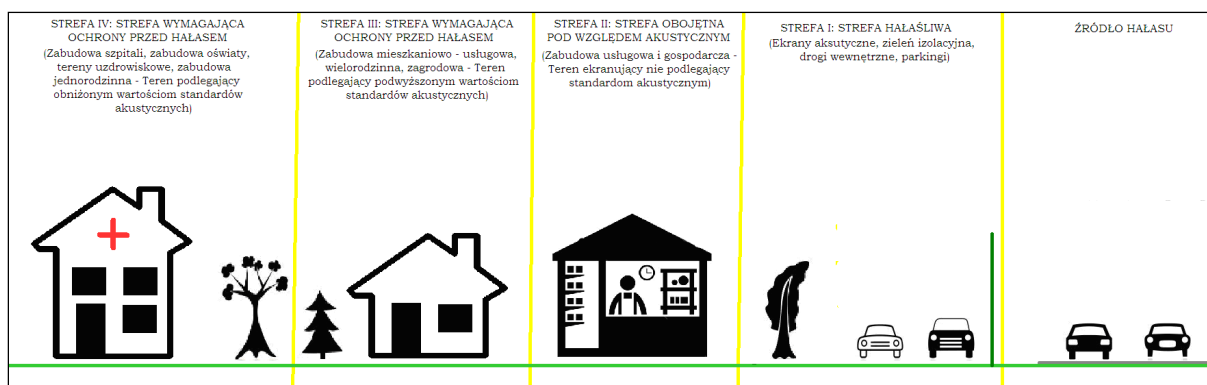 STREFA IV: STREFA WYMAGAJĄCA
OCHRONY PRZED HAŁASEM
(Zabudowa szpitali, zabudowa oświaty,
tereny uzdrowiskowe, zabudowa
jednorodzinna - Teren podlegający
obniżonym wartościom standardów
akustycznych)
STREFA III: STREFA WYMAGAJĄCA
OCHRONY PRZED HAŁASEM
(Zabudowa mieszkaniowo - usługowa,
wielorodzinna, zagrodowa - Teren
podlegający podwyższonym wartościom
standardów akustycznych)
STREFA II: STREFA OBOJĘTNA
POD WZGLĘDEM AKUSTYCZNYM
(Zabudowa usługowa i gospodarcza -
Teren ekranujący nie podlegający
standardom akustycznym)
STREFA I: STREFA HAŁAŚLIWA
(Ekrany aksutyczne, zieleń izolacyjna,
drogi wewnętrzne, parkingi)
ŹRÓDŁO HAŁASU